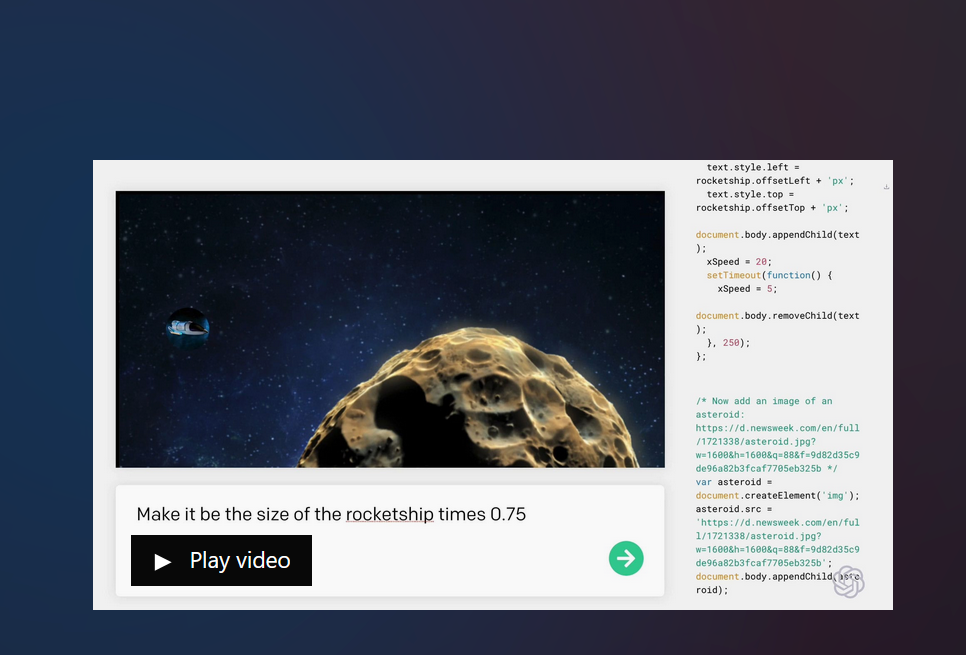 text.style.left =
rocketship.offsetLeft + 'px';
text.style.top =
rocketship.offsetTop + 'px';
document.body.appendChild(text
);
xSpeed = 20;
setTimeout(function() {
xSpeed = 5;
document.body.removeChild(text
);
}, 250);
};
/* Now add an image of an
asteroid:
https://d.newsweek.com/en/full
/1721338/asteroid.jpg?
w=1600&h=1600&q=88&f=9d82d35c9
de96a82b3fcaf7705eb325b */
var asteroid =
document.createElement('img');
asteroid.src =
'https://d.newsweek.com/en/ful
l/1721338/asteroid.jpg?
w=1600&h=1600&q=88&f=9d82d35c9
de96a82b3fcaf7705eb325b';
document.body.appendChild(aste
roid);
Make it be the size of the rocketship times 0.75
Play video